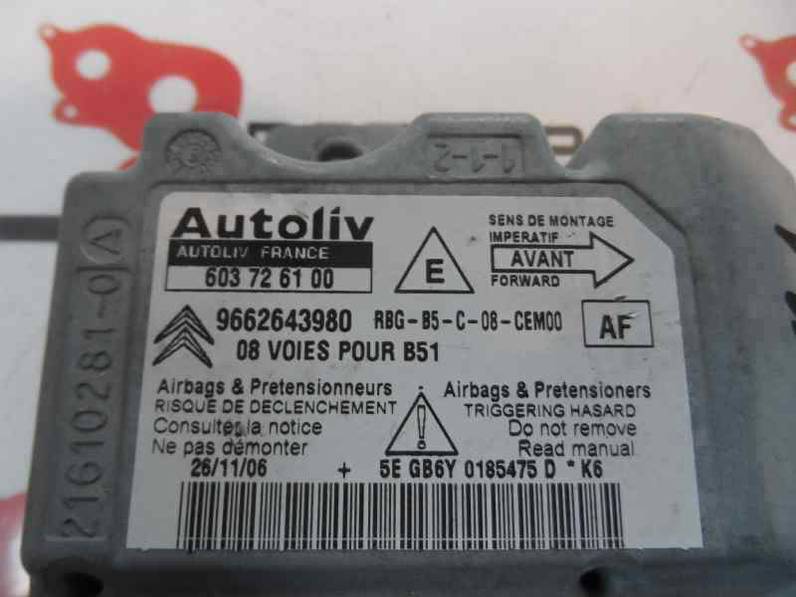 1-1-2
Autoliv
AUTOLIV FRANCE
603 72 61 00
E
SENS DE MONTAGE
IMPERATIF
AVANT
FORWARD
9662643980 RBG-B5-C-08-CEM00
AF
08 VOIES POUR B51
Airbags & Pretensionneurs
RISQUE DE DECLENCHEMENT
Consulter la notice
Ne pas démonter
!
Airbags & Pretensioners
TRIGGERING HASARD
Do not remove
Read manual
26/11/06 + 5E GB6Y 0185475 D * K6
21610281-0 A